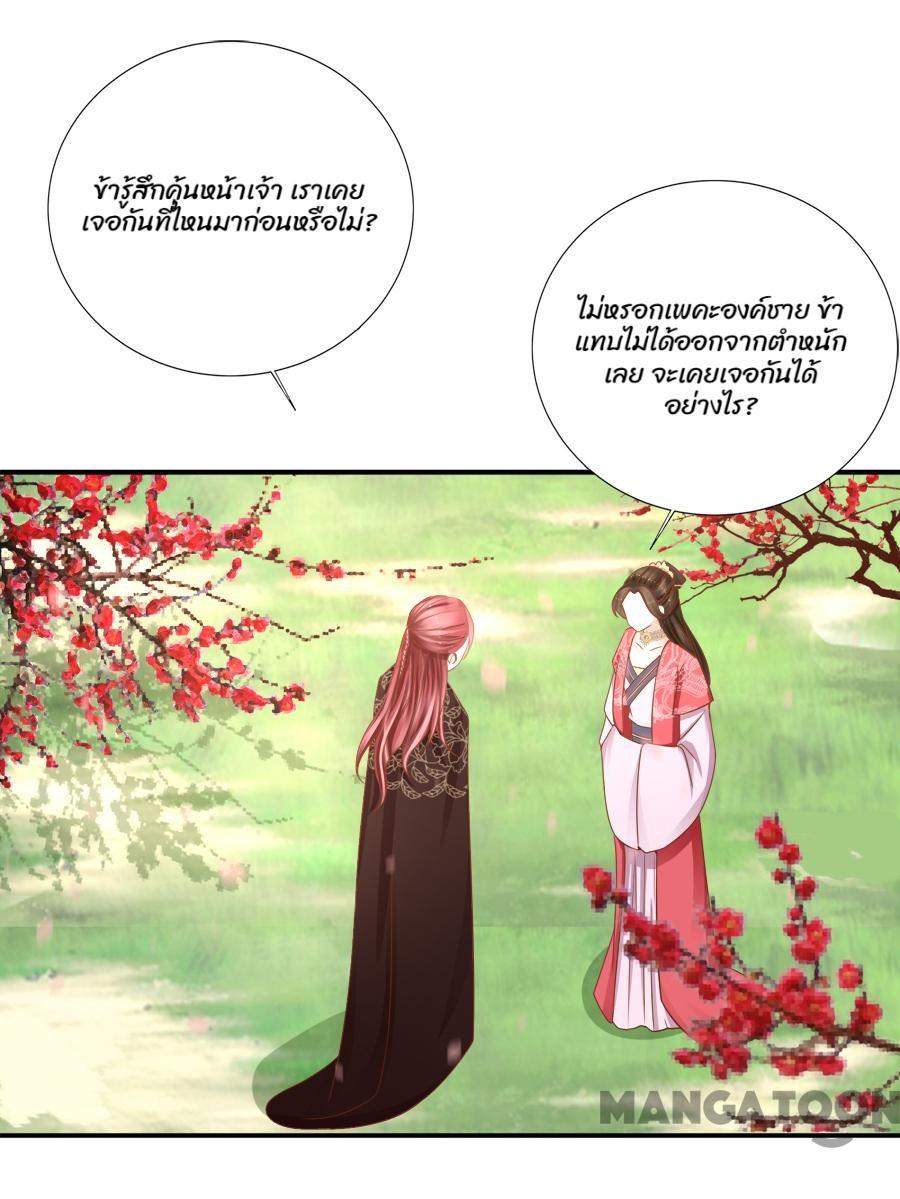 ข้ารู้สึกคุ้นหน้าเจ้า เราเคย
เจอกันที่ไหนมาก่อนหรือไม่?
ไม่หรอกเพคะองค์ชาย ข้า
แทบไม่ได้ออกจากตำหนัก
เลย จะเคยเจอกันได้
อย่างไร?
MANGATOON